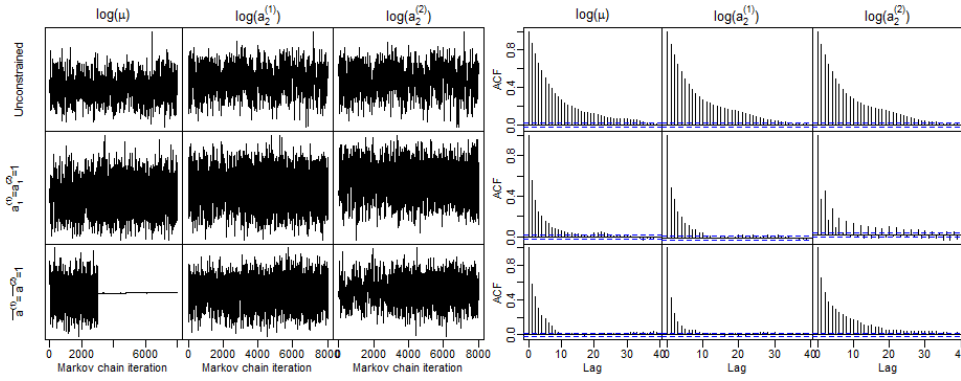 log(μ) log(a₂⁽¹⁾) log(a₂⁽²⁾) log(μ) log(a₂⁽¹⁾) log(a₂⁽²⁾)
Unconstrained
a₁⁽¹⁾=a₁⁽²⁾=1
a̅⁽¹⁾=a̅⁽²⁾=1
0 2000 6000 0 2000 6000 8000 0 2000 4000 6000 8000
Markov chain iteration Markov chain iteration Markov chain iteration
ACF
0.0 0.4 0.8
ACF
0.0 0.4 0.8
ACF
0.0 0.4 0.8
0 10 20 30 40 0 10 20 30 40 0 10 20 30 4
Lag Lag Lag